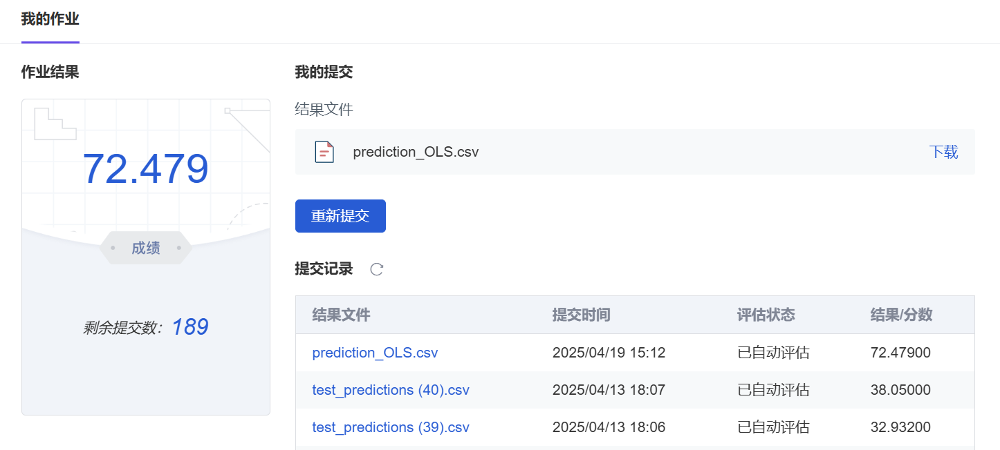 我的作业
作业结果
72.479
成绩
剩余提交数: 189
我的提交
结果文件
prediction_OLS.csv 下载
重新提交
提交记录
结果文件 提交时间 评估状态 结果/分数
prediction_OLS.csv 2025/04/19 15:12 已自动评估 72.47900
test_predictions (40).csv 2025/04/13 18:07 已自动评估 38.05000
test_predictions (39).csv 2025/04/13 18:06 已自动评估 32.93200